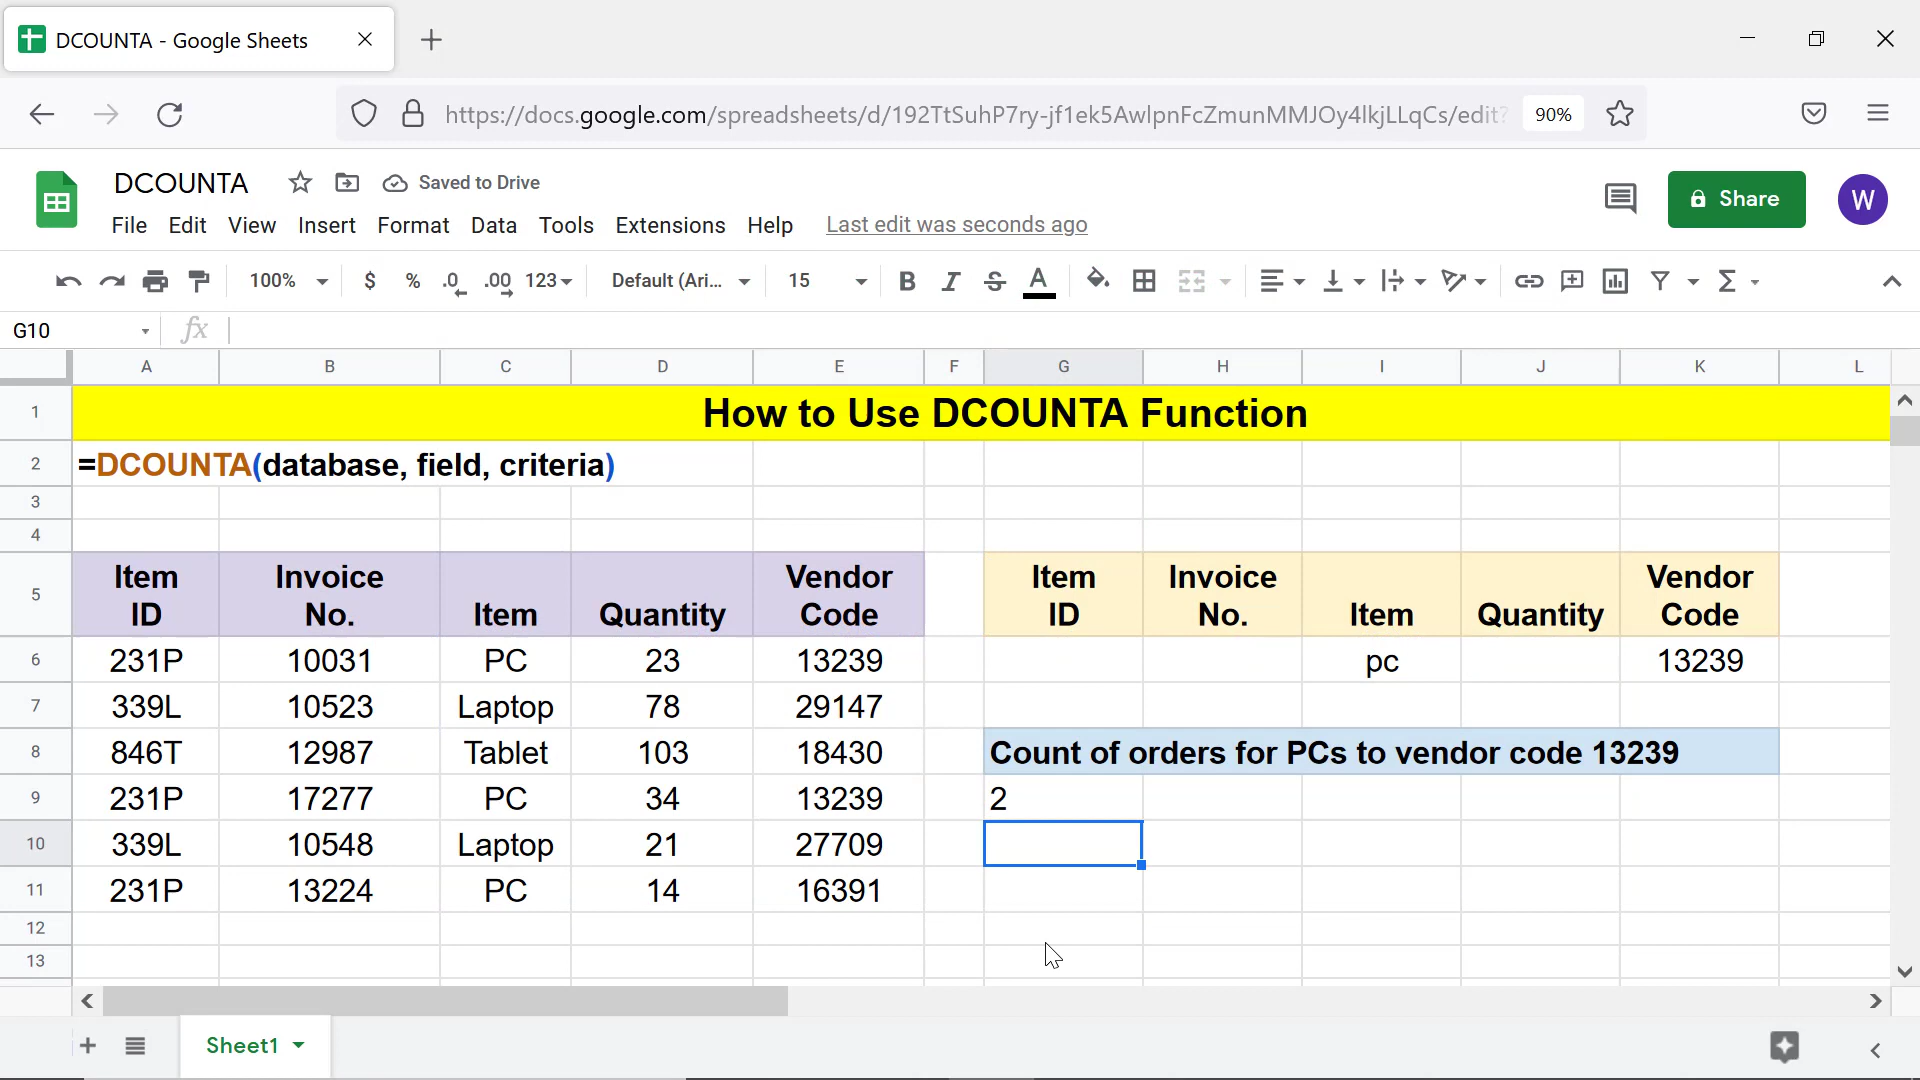 DCOUNTA - Google Sheets
https://docs.google.com/spreadsheets/d/192TtSuhP7ry-jf1ek5AwlpnFcZmunMMJOy4lkjLLqCs/edit?
90%
DCOUNTA
Saved to Drive
Share
W
File Edit View Insert Format Data Tools Extensions Help Last edit was seconds ago
100% $ % .0 .00 123 Default (Ari... 15 B I S A Σ
G10 fx
A B C D E F G H I J K L
1 How to Use DCOUNTA Function
2 =DCOUNTA(database, field, criteria)
3
4
Item Invoice Vendor Item Invoice Vendor
5 ID No. Item Quantity Code ID No. Item Quantity Code
6 231P 10031 PC 23 13239 pc 13239
7 339L 10523 Laptop 78 29147
8 846T 12987 Tablet 103 18430 Count of orders for PCs to vendor code 13239
9 231P 17277 PC 34 13239 2
10 339L 10548 Laptop 21 27709
11 231P 13224 PC 14 16391
12
13
Sheet1